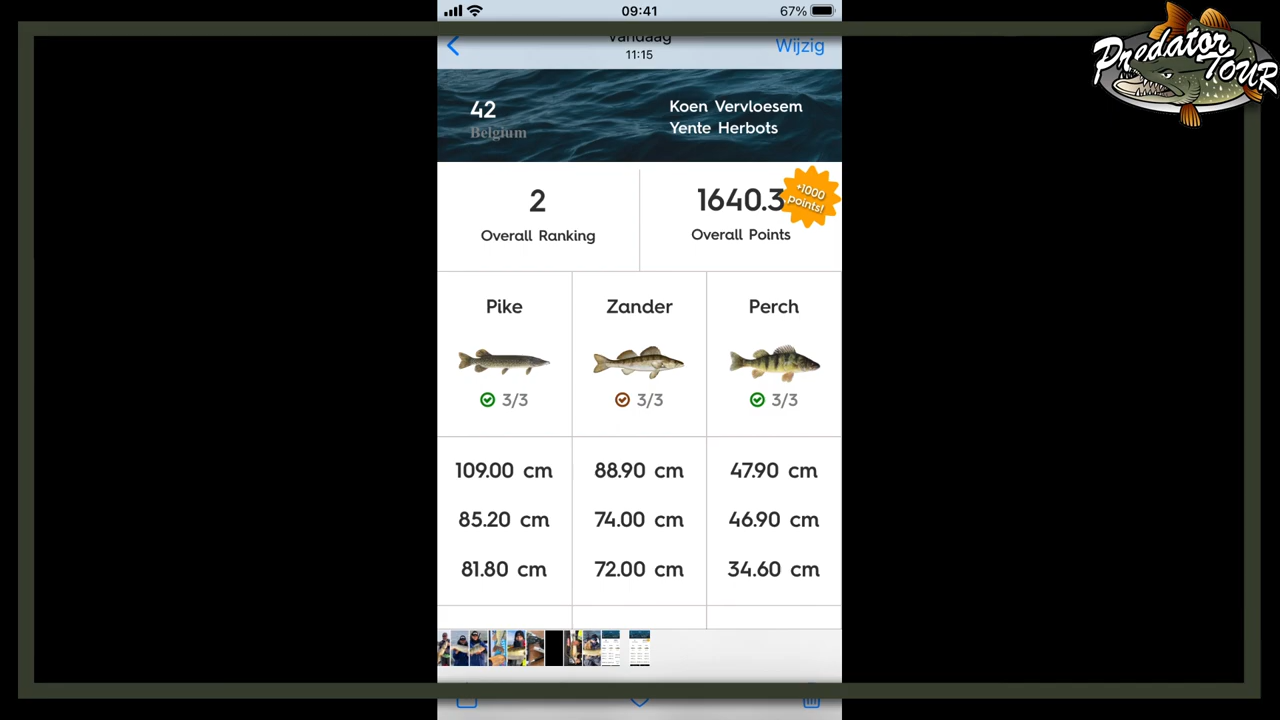 09:41
67%
Vandaag
11:15
Wijzig
Predator
TOUR
42
Belgium
Koen Vervloesem
Yente Herbots
2
Overall Ranking
1640.3
Overall Points
+1000
points!
Pike
Zander
Perch
3/3
3/3
3/3
109.00 cm
88.90 cm
47.90 cm
85.20 cm
74.00 cm
46.90 cm
81.80 cm
72.00 cm
34.60 cm